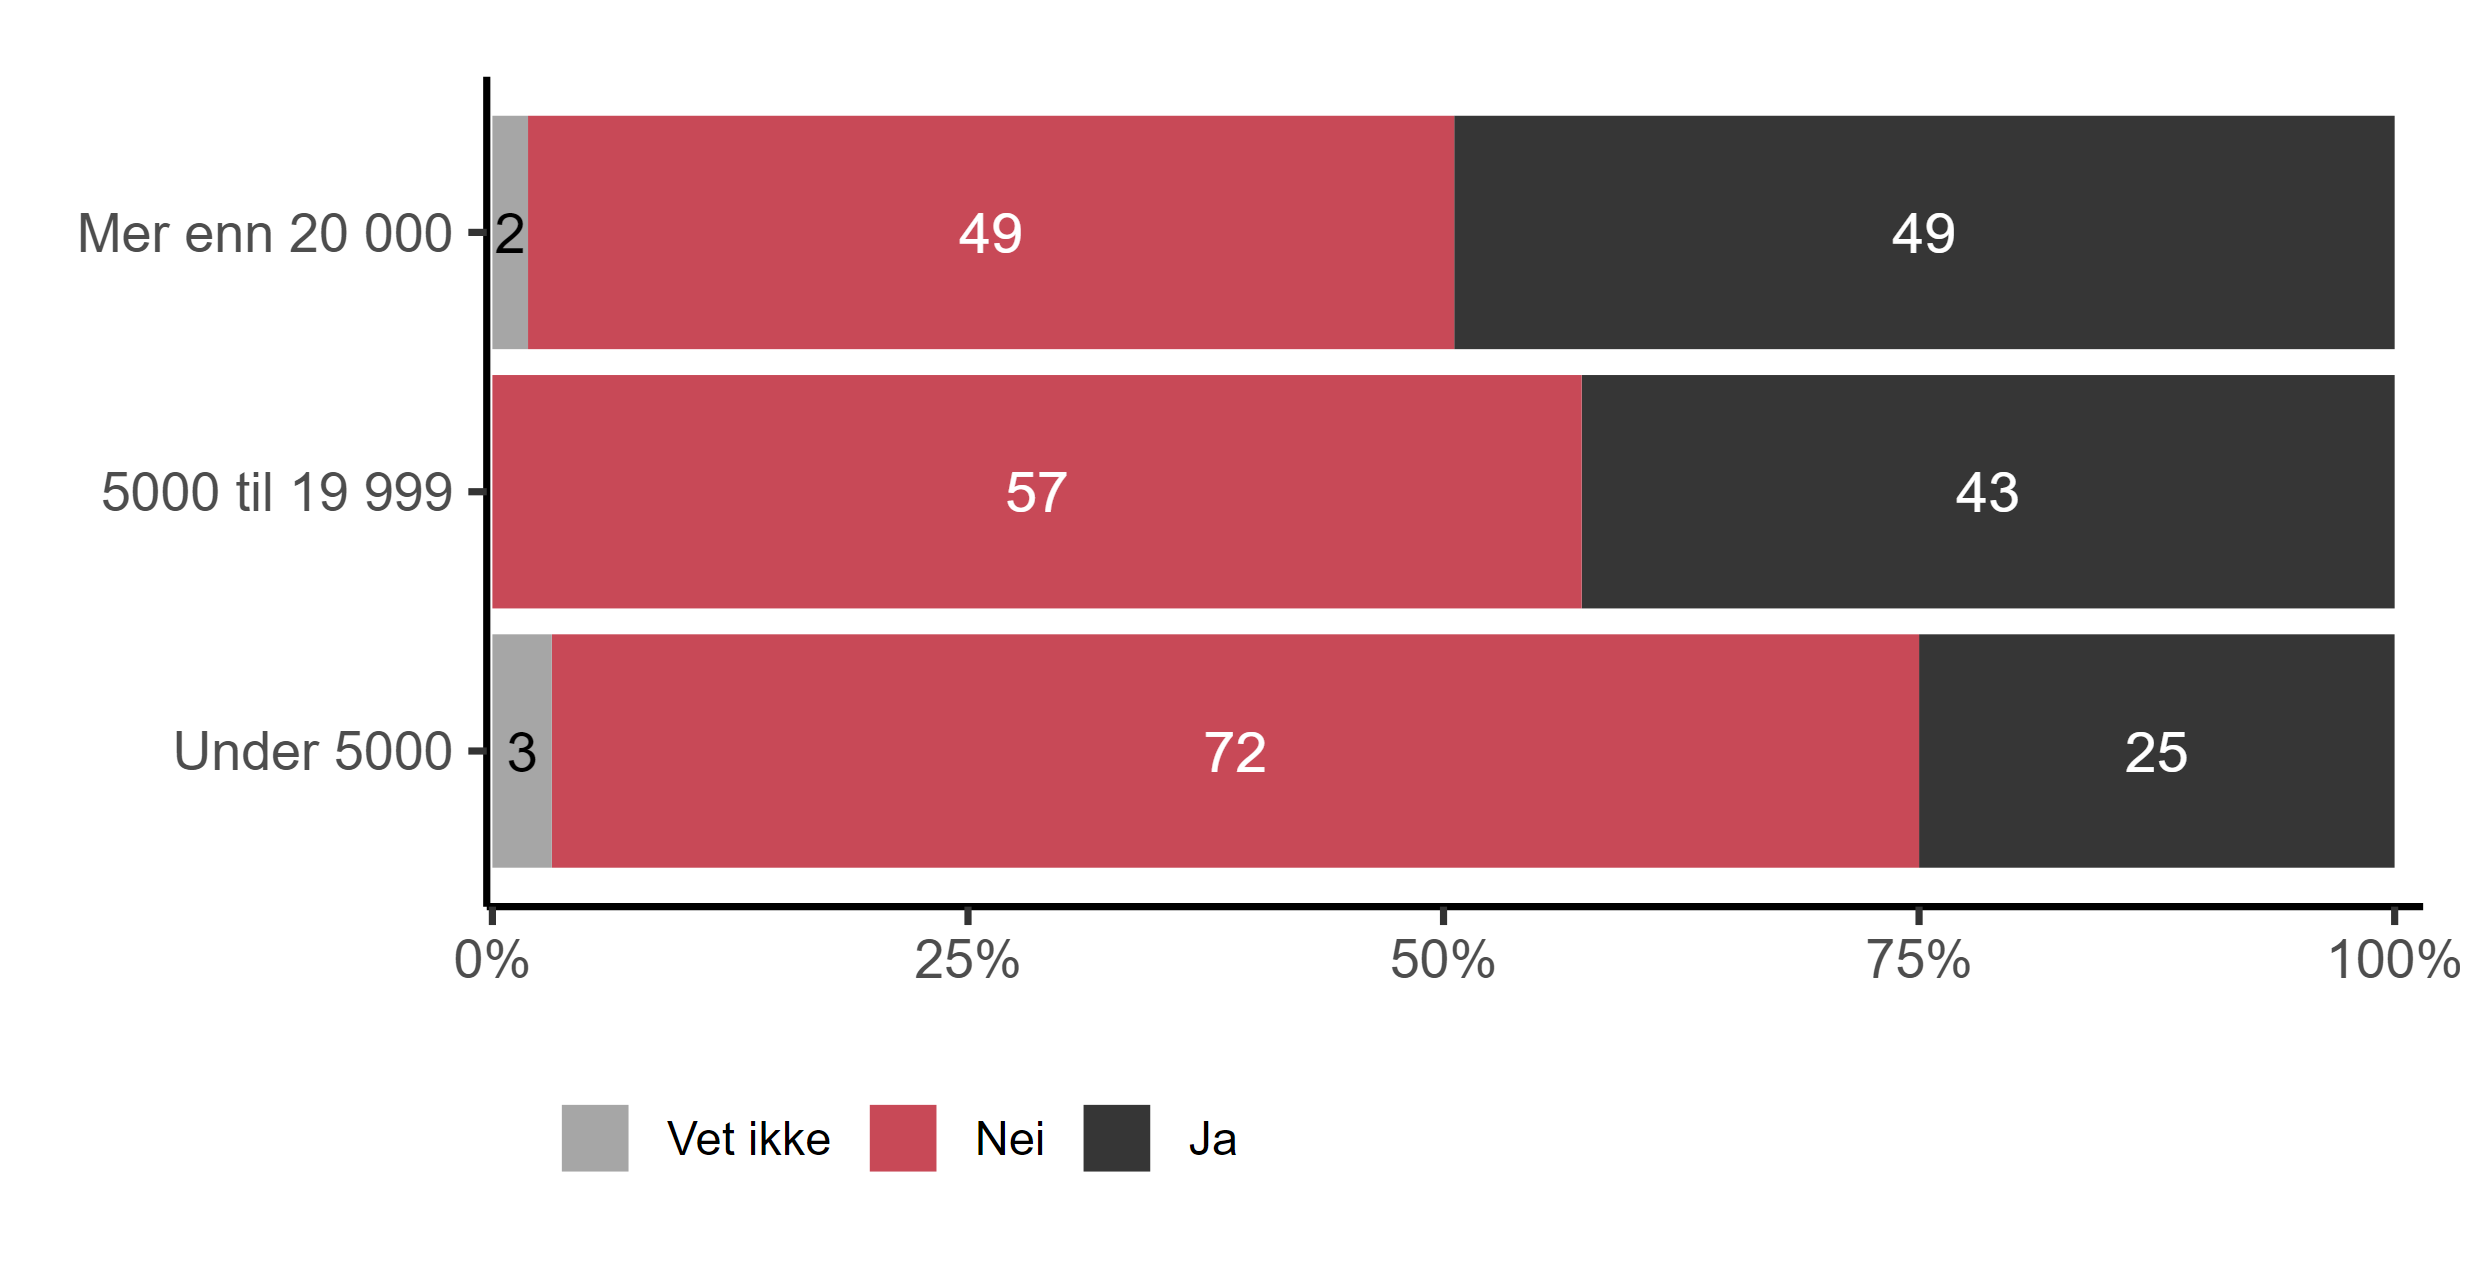 Mer enn 20 000 2 49 49
5000 til 19 999 57 43
Under 5000 3 72 25
0% 25% 50% 75% 100%
Vet ikke Nei Ja